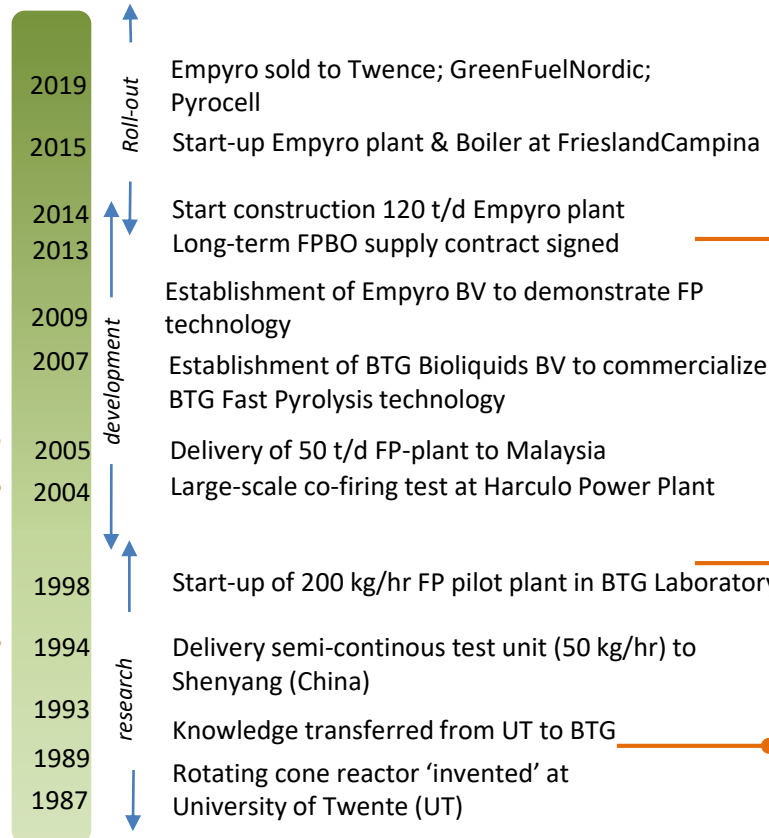 2019
Empyro sold to Twence; GreenFuelNordic;
Pyrocell
Roll-out
2015
Start-up Empyro plant & Boiler at FrieslandCampina
2014
Start construction 120 t/d Empyro plant
2013
Long-term FPBO supply contract signed
2009
Establishment of Empyro BV to demonstrate FP
technology
development
2007
Establishment of BTG Bioliquids BV to commercialize
BTG Fast Pyrolysis technology
2005
Delivery of 50 t/d FP-plant to Malaysia
2004
Large-scale co-firing test at Harculo Power Plant
1998
Start-up of 200 kg/hr FP pilot plant in BTG Laboratory
1994
Delivery semi-continous test unit (50 kg/hr) to
Shenyang (China)
research
1993
Knowledge transferred from UT to BTG
1989
Rotating cone reactor ‘invented’ at
University of Twente (UT)
1987